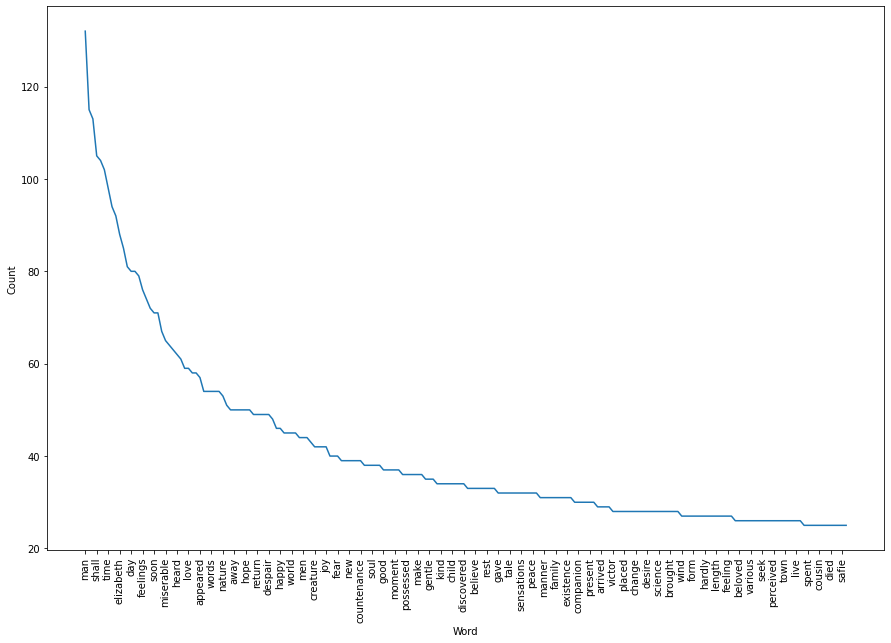 120
100
80
60
40
20
Count
man
shall
time
elizabeth
day
feelings
soon
miserable
heard
love
appeared
words
nature
away
hope
return
despair
happy
world
men
creature
joy
fear
new
countenance
soul
good
moment
possessed
make
gentle
kind
child
discovered
believe
rest
gave
tale
sensations
peace
manner
family
existence
companion
present
arrived
victor
placed
change
desire
science
brought
wind
form
hardly
length
feeling
beloved
various
seek
perceived
town
live
spent
cousin
died
safie
Word